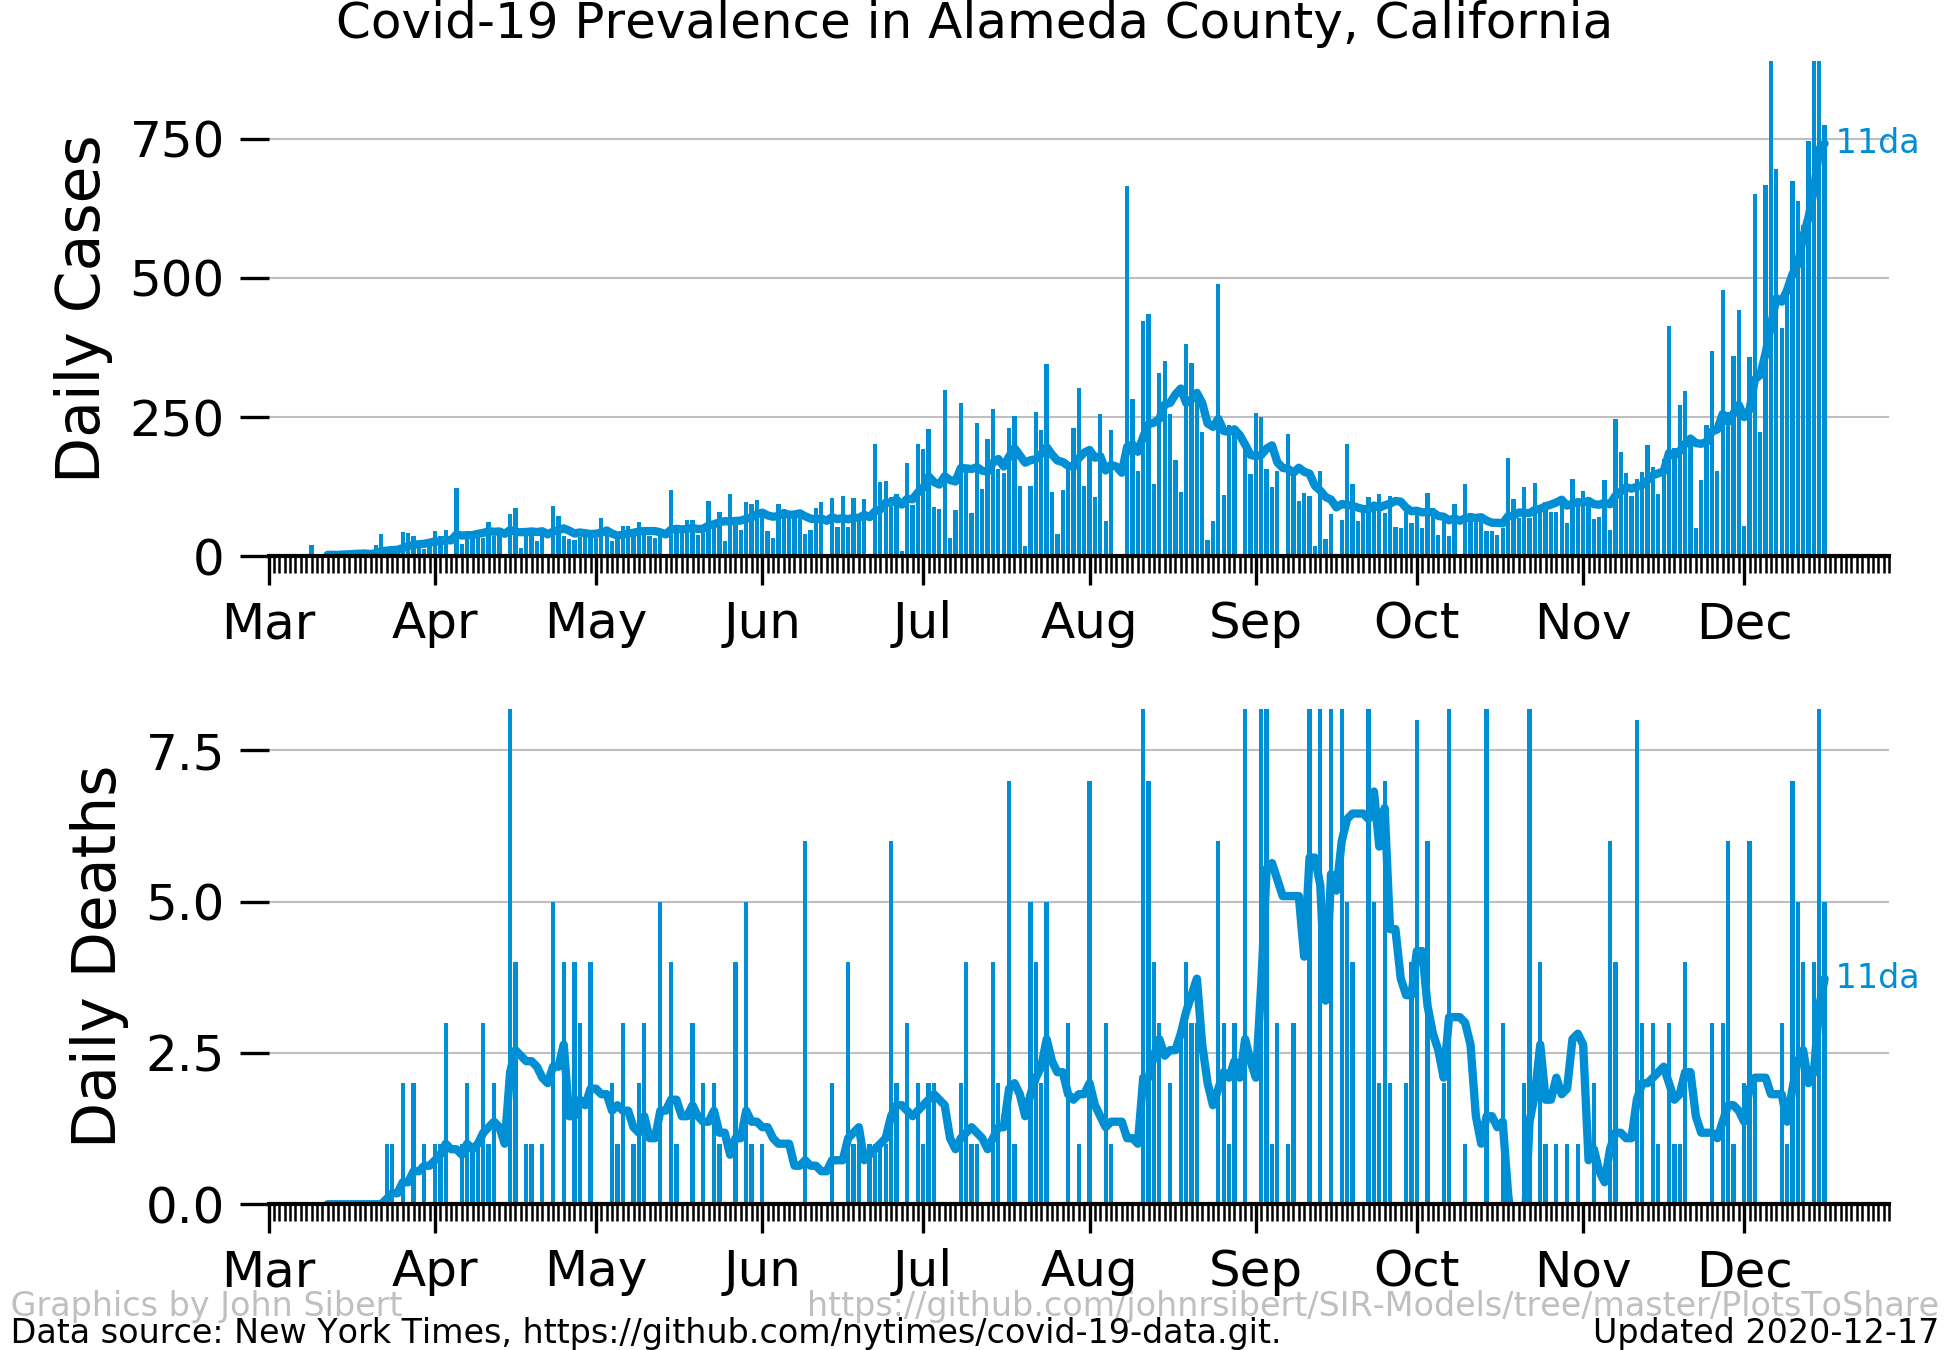 Covid-19 Prevalence in Alameda County, California
Daily Cases
750
500
250
0
11da
Mar Apr May Jun Jul Aug Sep Oct Nov Dec
Daily Deaths
7.5
5.0
2.5
0.0
11da
Mar Apr May Jun Jul Aug Sep Oct Nov Dec
Graphics by John Sibert https://github.com/johnrsibert/SIR-Models/tree/master/PlotsToShare
Data source: New York Times, https://github.com/nytimes/covid-19-data.git. Updated 2020-12-17